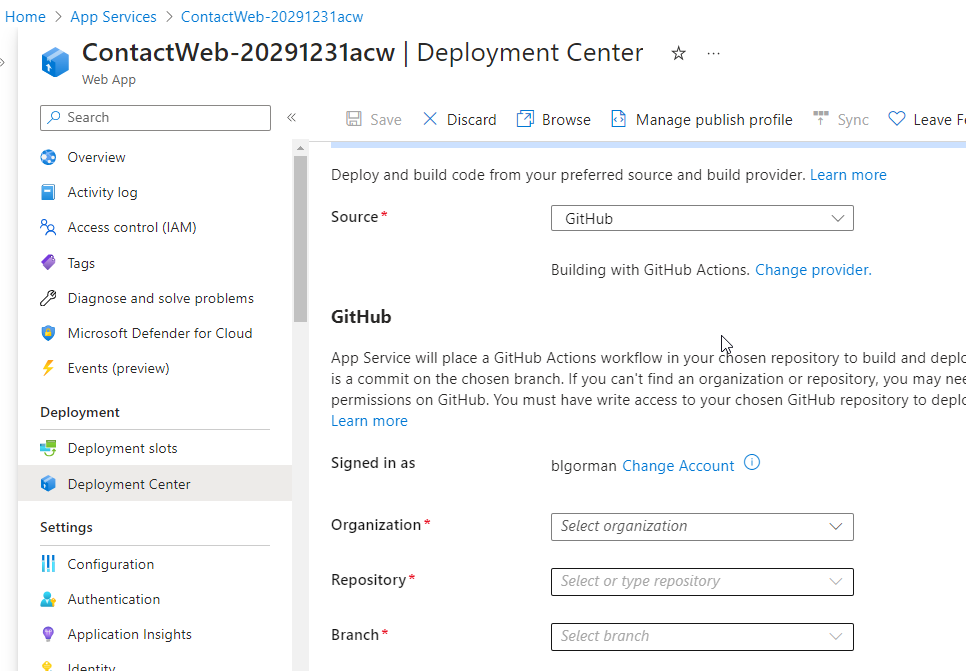 Home > App Services > ContactWeb-20291231acw
ContactWeb-20291231acw | Deployment Center
Web App
Search
Overview
Activity log
Access control (IAM)
Tags
Diagnose and solve problems
Microsoft Defender for Cloud
Events (preview)
Deployment
Deployment slots
Deployment Center
Settings
Configuration
Authentication
Application Insights
Identity
Save Discard Browse Manage publish profile Sync Leave Fe
Deploy and build code from your preferred source and build provider. Learn more
Source* GitHub
Building with GitHub Actions. Change provider.
GitHub
App Service will place a GitHub Actions workflow in your chosen repository to build and deplo
is a commit on the chosen branch. If you can't find an organization or repository, you may nee
permissions on GitHub. You must have write access to your chosen GitHub repository to deplo
Learn more
Signed in as blgorman Change Account
Organization* Select organization
Repository* Select or type repository
Branch* Select branch